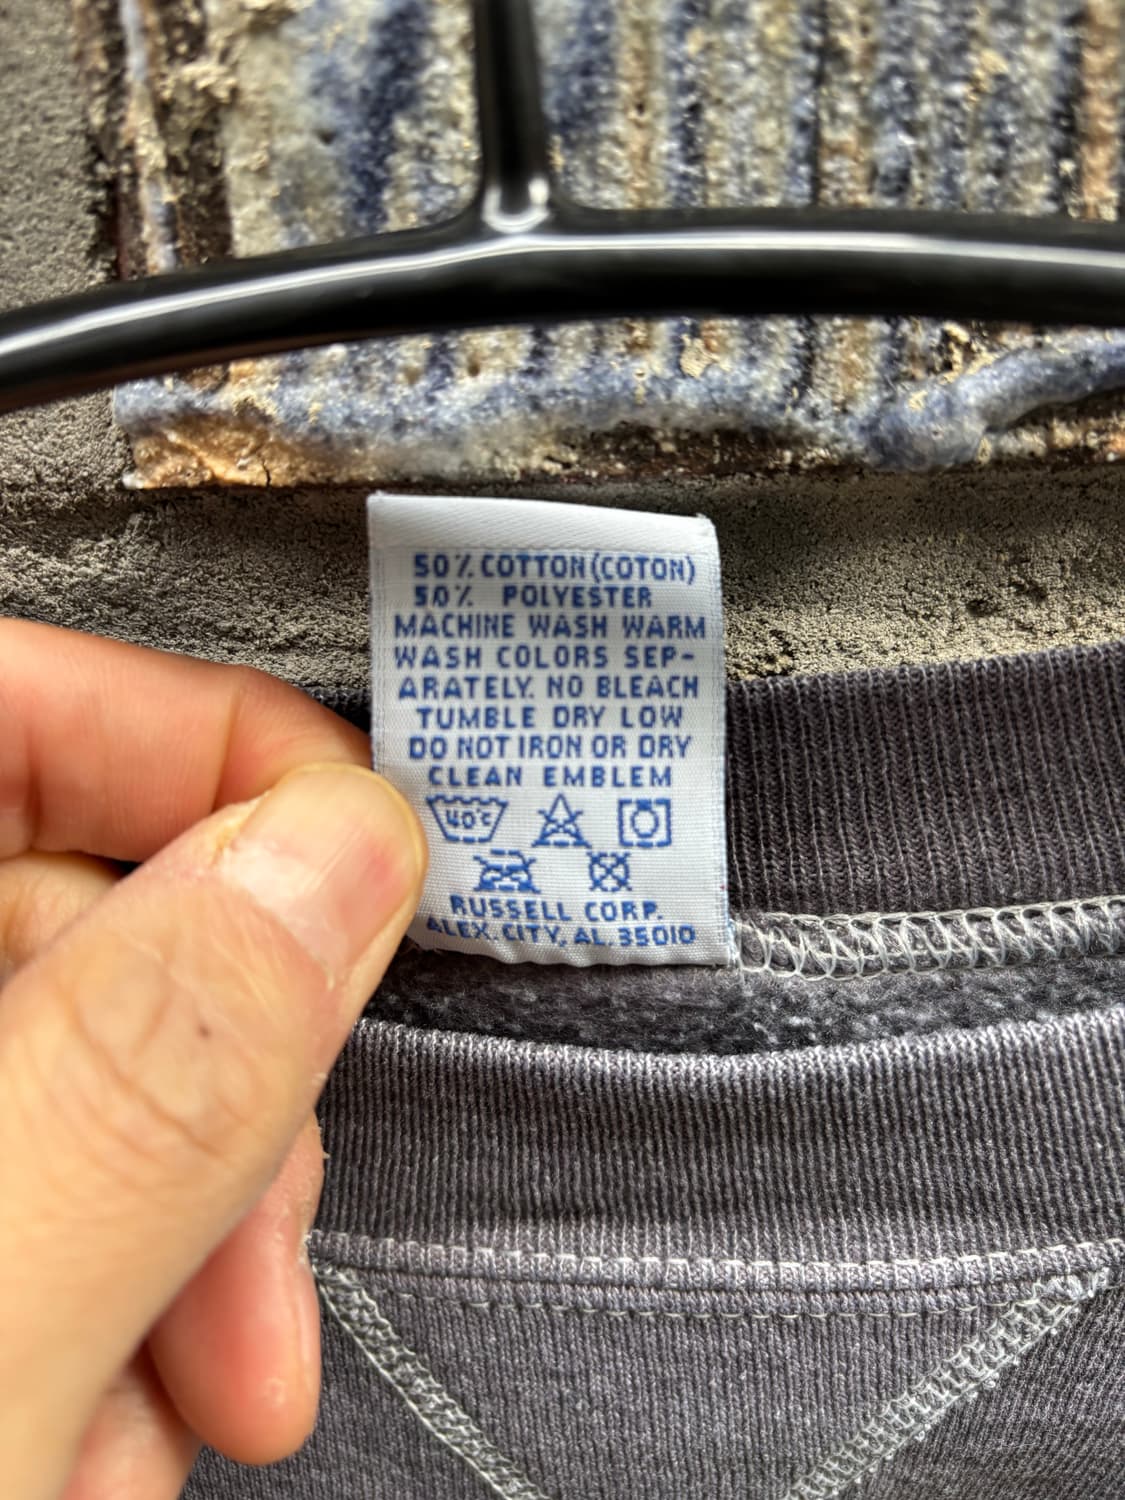 50% COTTON (COTON)
50% POLYESTER
MACHINE WASH WARM
WASH COLORS SEP-
ARATELY. NO BLEACH
TUMBLE DRY LOW
DO NOT IRON OR DRY
CLEAN EMBLEM
40°C
RUSSELL CORP.
ALEX. CITY, AL. 35010